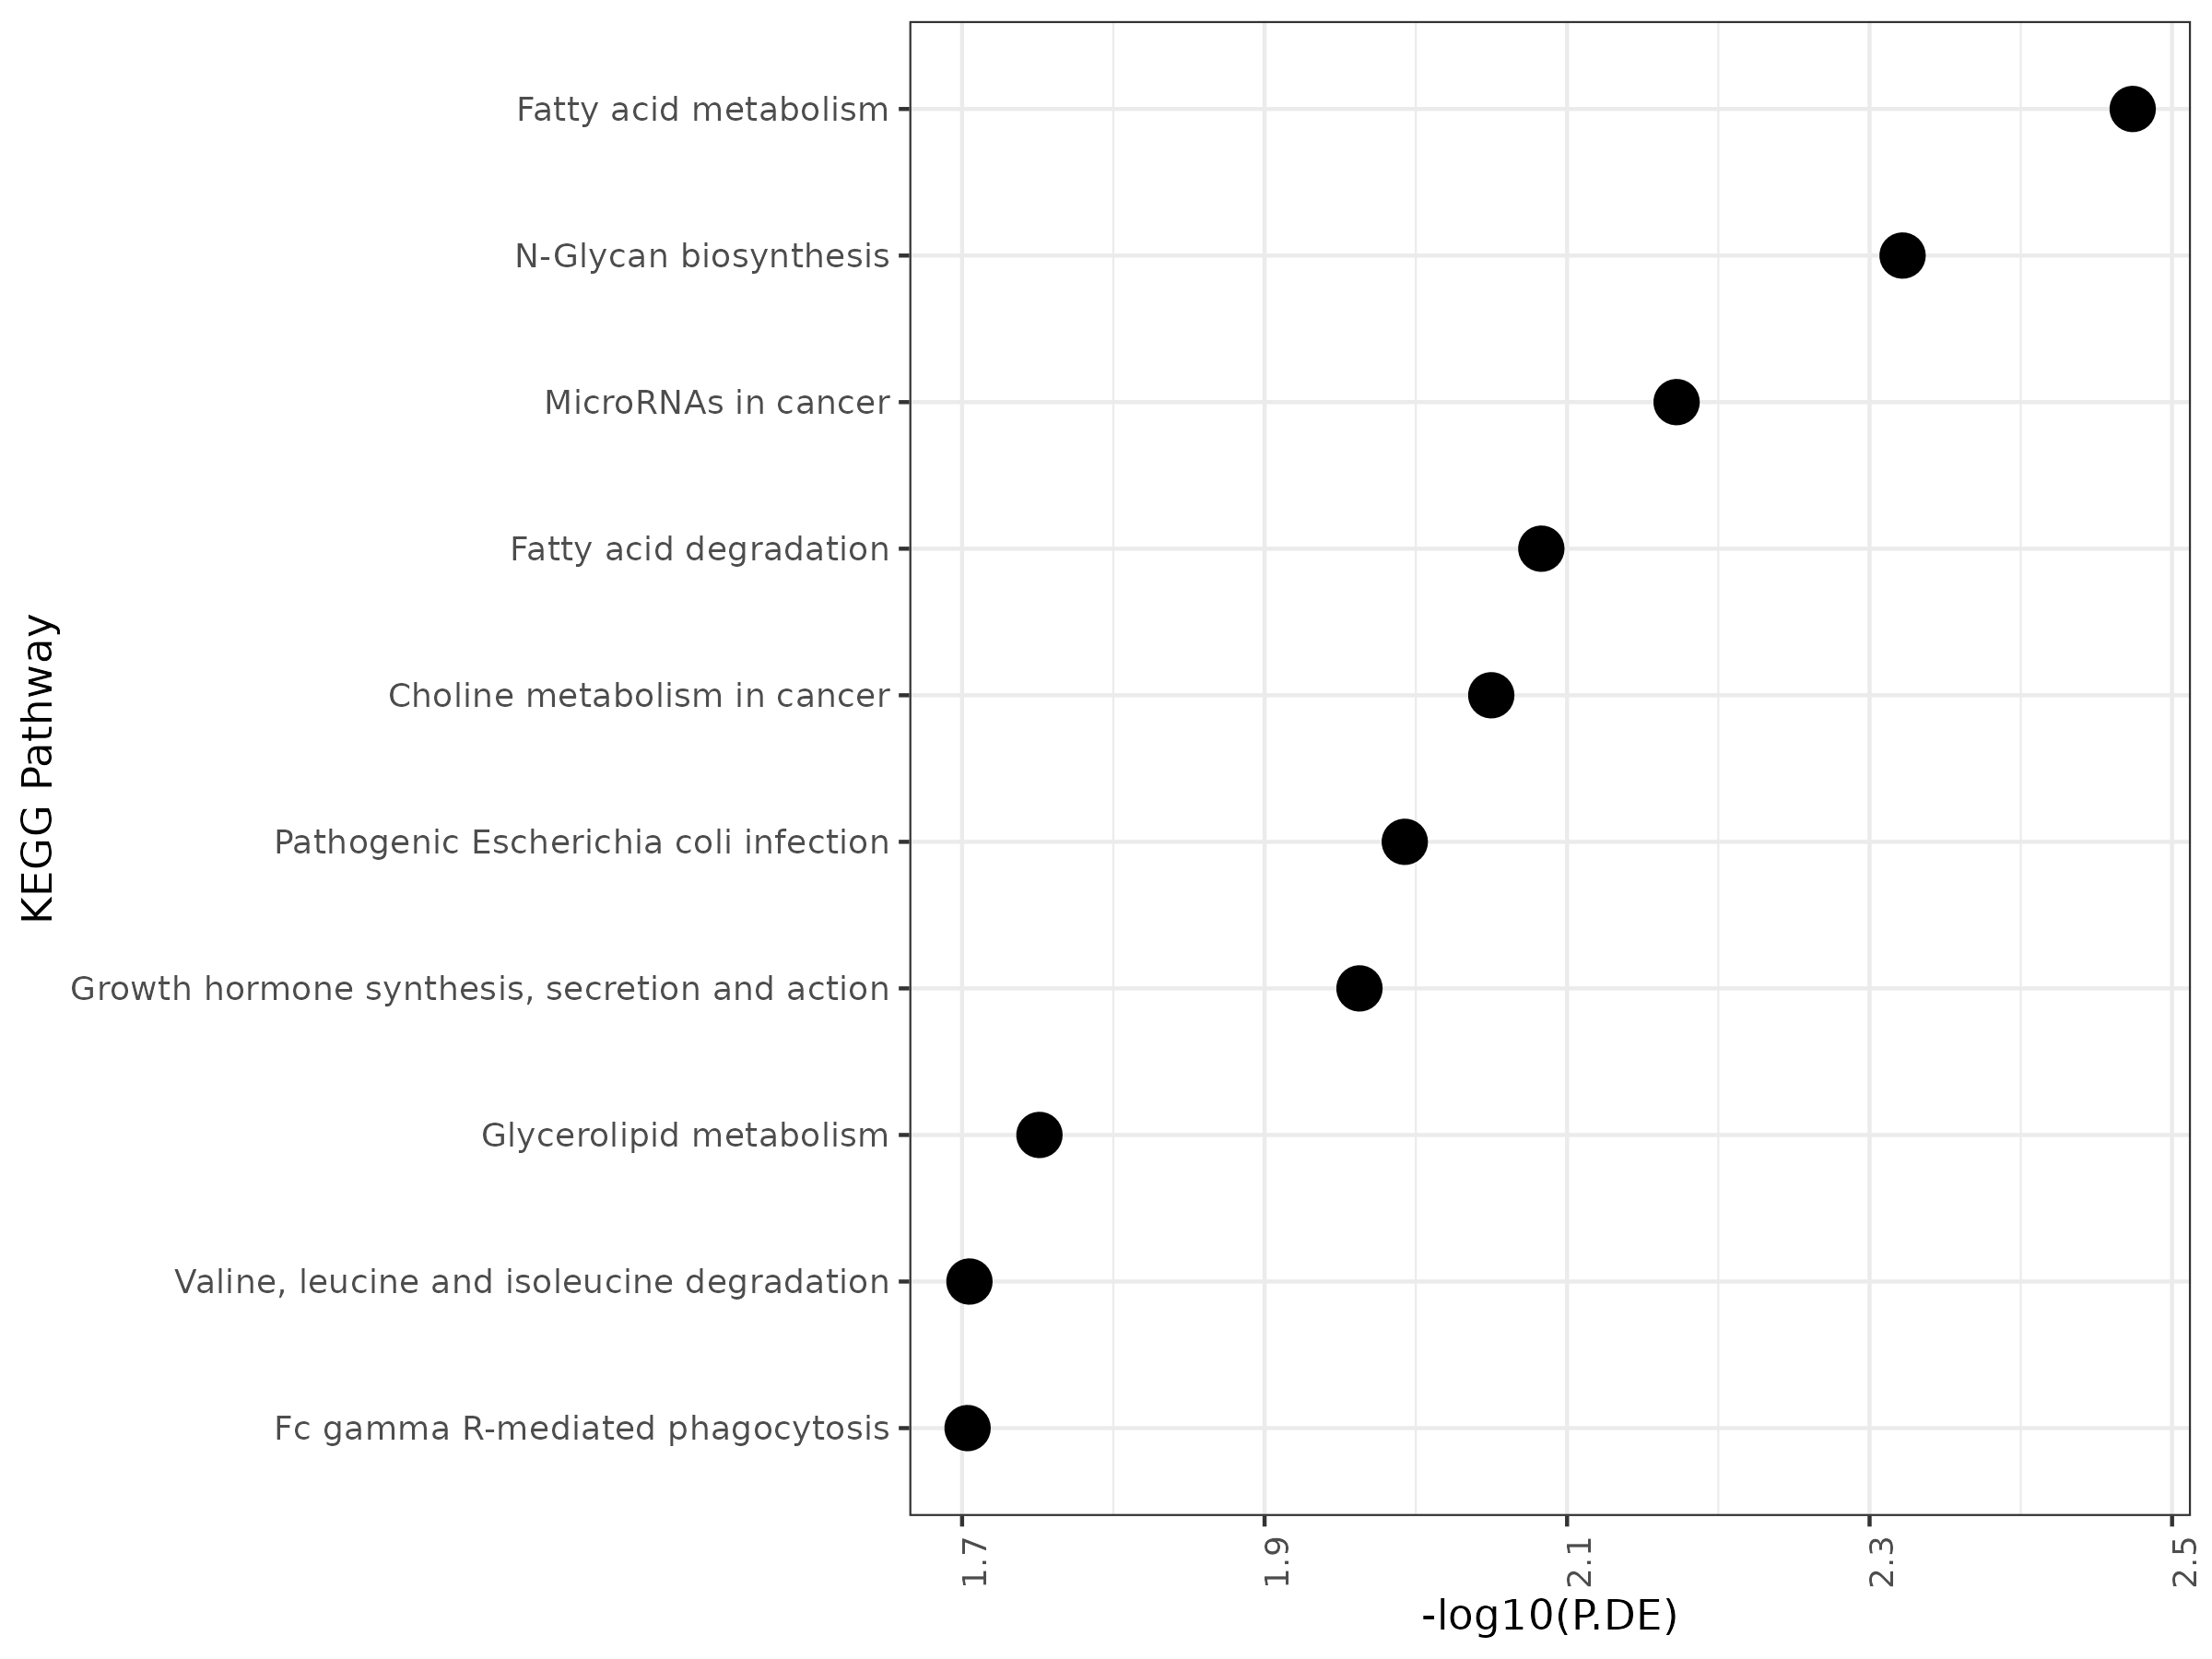 Fatty acid metabolism
N-Glycan biosynthesis
MicroRNAs in cancer
Fatty acid degradation
Choline metabolism in cancer
Pathogenic Escherichia coli infection
Growth hormone synthesis, secretion and action
Glycerolipid metabolism
Valine, leucine and isoleucine degradation
Fc gamma R-mediated phagocytosis
KEGG Pathway
1.7
1.9
2.1
2.3
2.5
-log10(P.DE)